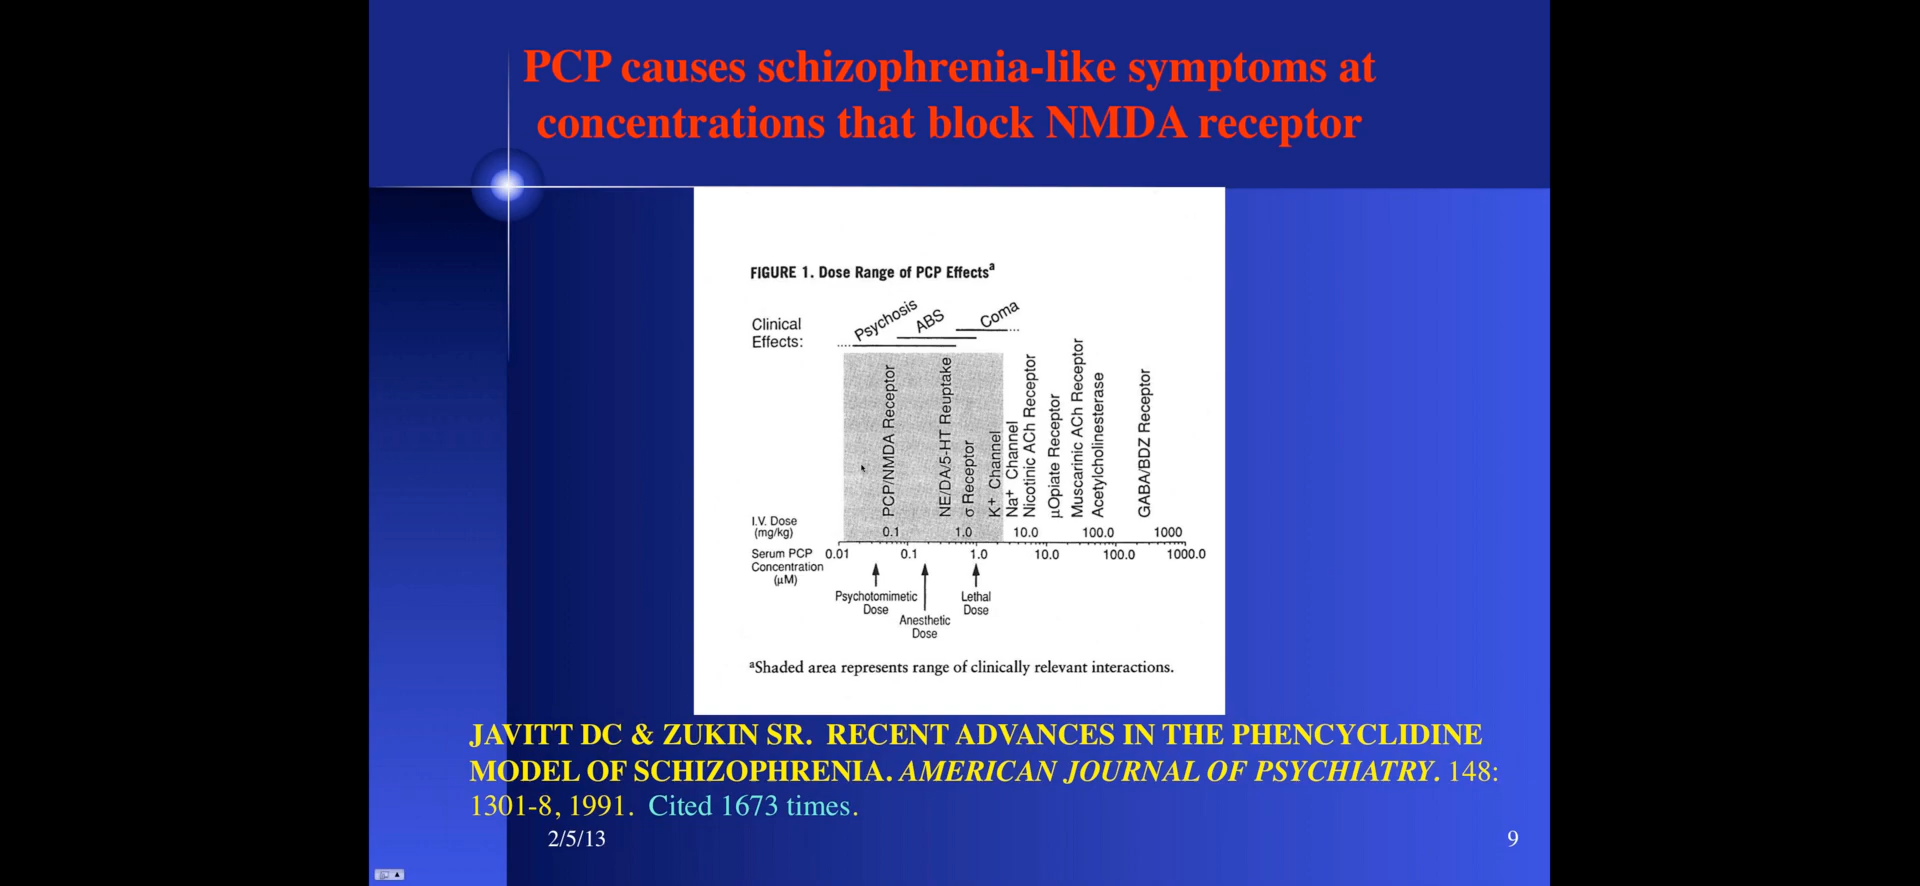 PCP causes schizophrenia-like symptoms at
concentrations that block NMDA receptor
FIGURE 1. Dose Range of PCP Effectsa
Clinical
Effects:
Psychosis
ABS
Coma
PCP/NMDA Receptor
NE/DA/5-HT Reuptake
σ Receptor
K+ Channel
Na+ Channel
Nicotinic ACh Receptor
μOpiate Receptor
Muscarinic ACh Receptor
Acetylcholinesterase
GABA/BDZ Receptor
I.V. Dose
(mg/kg)
0.1 1.0 10.0 100.0 1000
Serum PCP
Concentration
(μM)
0.01 0.1 1.0 10.0 100.0 1000.0
Psychotomimetic
Dose
Anesthetic
Dose
Lethal
Dose
aShaded area represents range of clinically relevant interactions.
JAVITT DC & ZUKIN SR. RECENT ADVANCES IN THE PHENCYCLIDINE
MODEL OF SCHIZOPHRENIA. AMERICAN JOURNAL OF PSYCHIATRY. 148:
1301-8, 1991. Cited 1673 times.
2/5/13
9